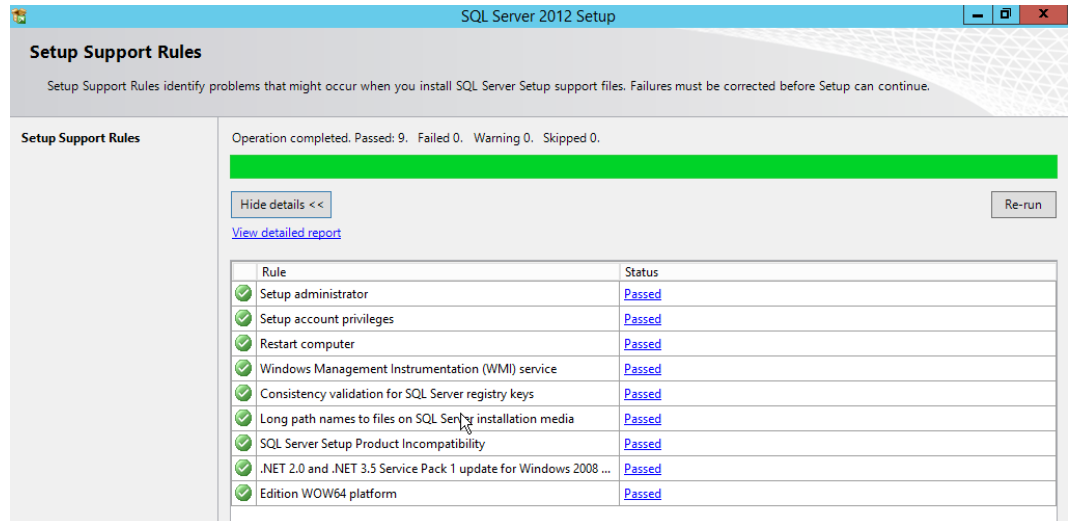 SQL Server 2012 Setup
Setup Support Rules
Setup Support Rules identify problems that might occur when you install SQL Server Setup support files. Failures must be corrected before Setup can continue.
Setup Support Rules
Operation completed. Passed: 9. Failed 0. Warning 0. Skipped 0.
Hide details <<
Re-run
View detailed report
Rule Status
Setup administrator Passed
Setup account privileges Passed
Restart computer Passed
Windows Management Instrumentation (WMI) service Passed
Consistency validation for SQL Server registry keys Passed
Long path names to files on SQL Server installation media Passed
SQL Server Setup Product Incompatibility Passed
.NET 2.0 and .NET 3.5 Service Pack 1 update for Windows 2008 ... Passed
Edition WOW64 platform Passed